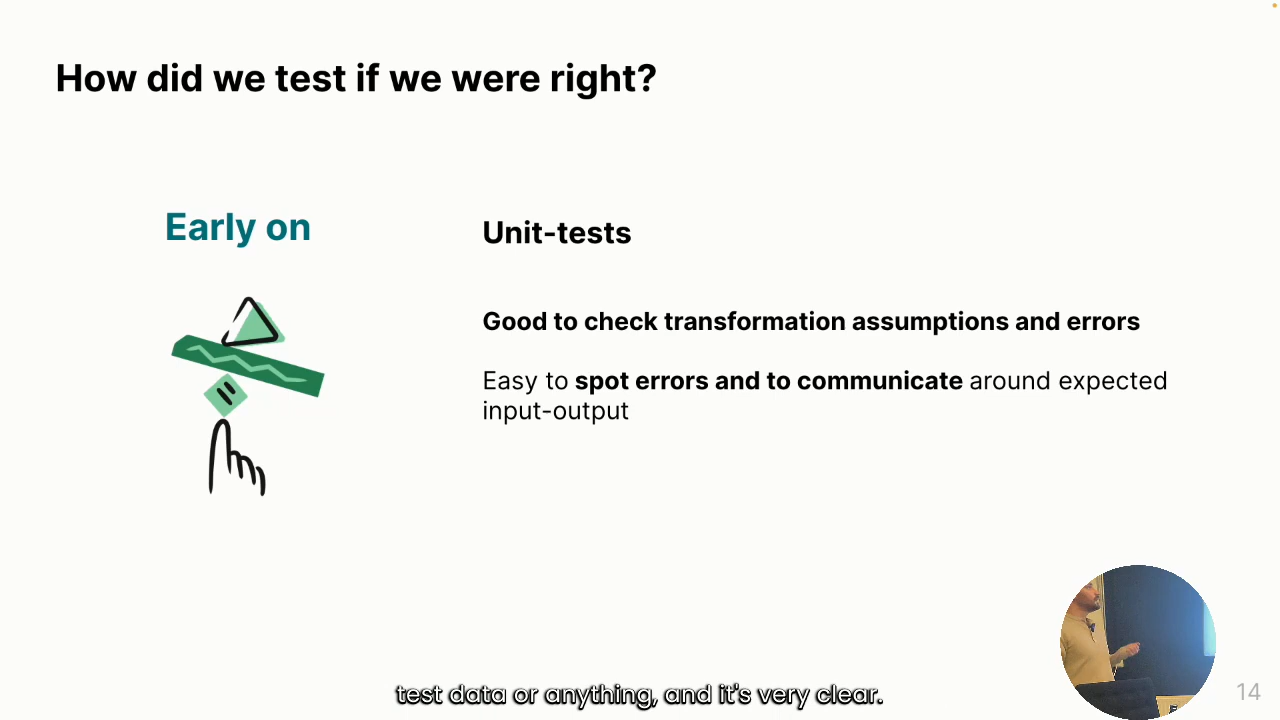 How did we test if we were right?
Early on
Unit-tests
Good to check transformation assumptions and errors
Easy to spot errors and to communicate around expected
input-output
test data or anything, and it's very clear.
14